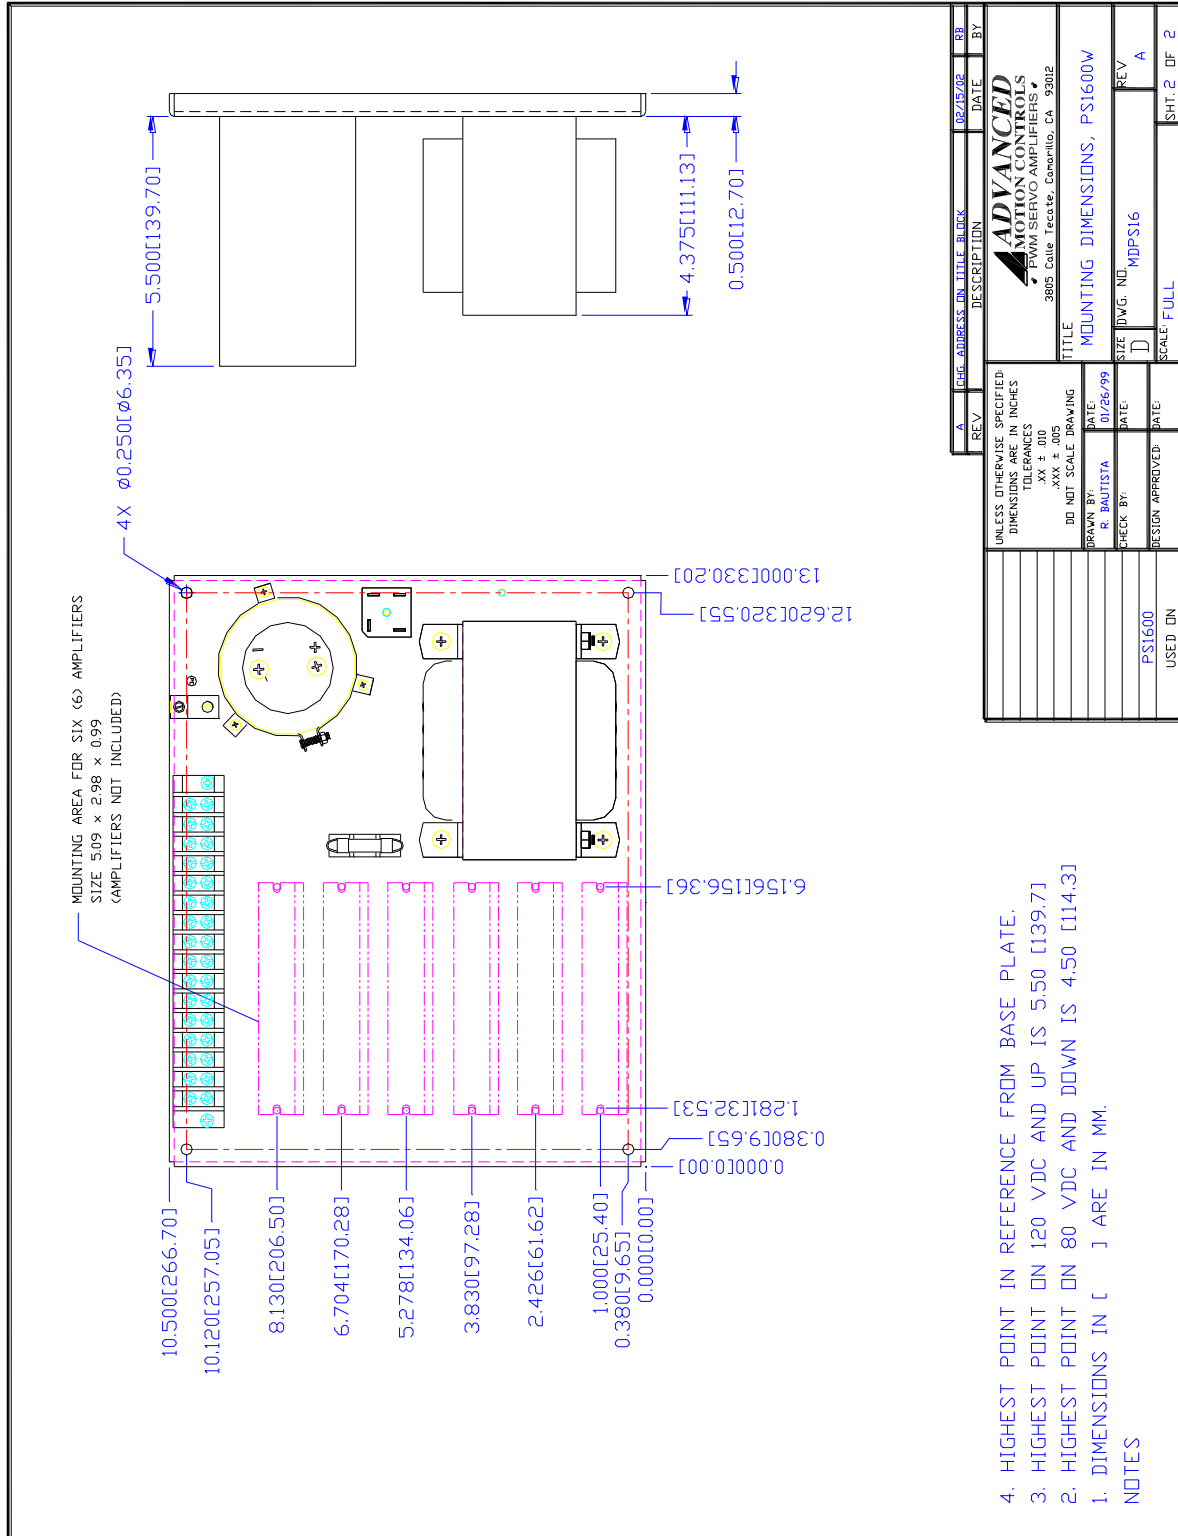 MOUNTING AREA FOR SIX (6) AMPLIFIERS
SIZE 5.09 x 2.98 x 0.99
(AMPLIFIERS NOT INCLUDED)
4X Ø0.250[Ø6.35]
5.500[139.70]
4.375[111.13]
0.500[12.70]
10.500[266.70]
10.120[257.05]
8.130[206.50]
6.704[170.28]
5.278[134.06]
3.830[97.28]
2.426[61.62]
1.000[25.40]
0.380[9.65]
0.000[0.00]
0.000[0.00]
0.380[9.65]
1.281[32.53]
6.156[156.36]
12.620[320.55]
13.000[330.20]
4. HIGHEST POINT IN REFERENCE FROM BASE PLATE.
3. HIGHEST POINT ON 120 VDC AND UP IS 5.50 [139.7]
2. HIGHEST POINT ON 80 VDC AND DOWN IS 4.50 [114.3]
1. DIMENSIONS IN [ ] ARE IN MM.
NOTES
A CHG. ADDRESS ON TITLE BLOCK 02/15/02 RB
REV DESCRIPTION DATE BY
UNLESS OTHERWISE SPECIFIED:
DIMENSIONS ARE IN INCHES
TOLERANCES
.XX ± .010
.XXX ± .005
DO NOT SCALE DRAWING
DRAWN BY: R. BAUTISTA
DATE: 01/26/99
CHECK BY:
DATE:
DESIGN APPROVED:
DATE:
PS1600
USED ON
ADVANCED
MOTION CONTROLS
• PWM SERVO AMPLIFIERS •
3805 Calle Tecate, Camarillo, CA 93012
TITLE
MOUNTING DIMENSIONS, PS1600W
SIZE D
DWG. NO. MDPS16
REV A
SCALE: FULL
SHT. 2 OF 2